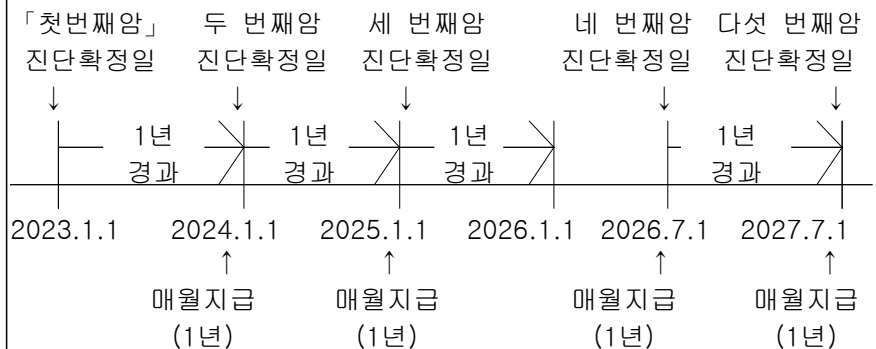 「첫번째암」 두 번째암 세 번째암 네 번째암 다섯 번째암
진단확정일 진단확정일 진단확정일 진단확정일 진단확정일
↓ ↓ ↓ ↓ ↓
1년 1년 1년 1년
경과 경과 경과 경과
2023.1.1 2024.1.1 2025.1.1 2026.1.1 2026.7.1 2027.7.1
↑ ↑ ↑ ↑
매월지급 매월지급 매월지급 매월지급
(1년) (1년) (1년) (1년)